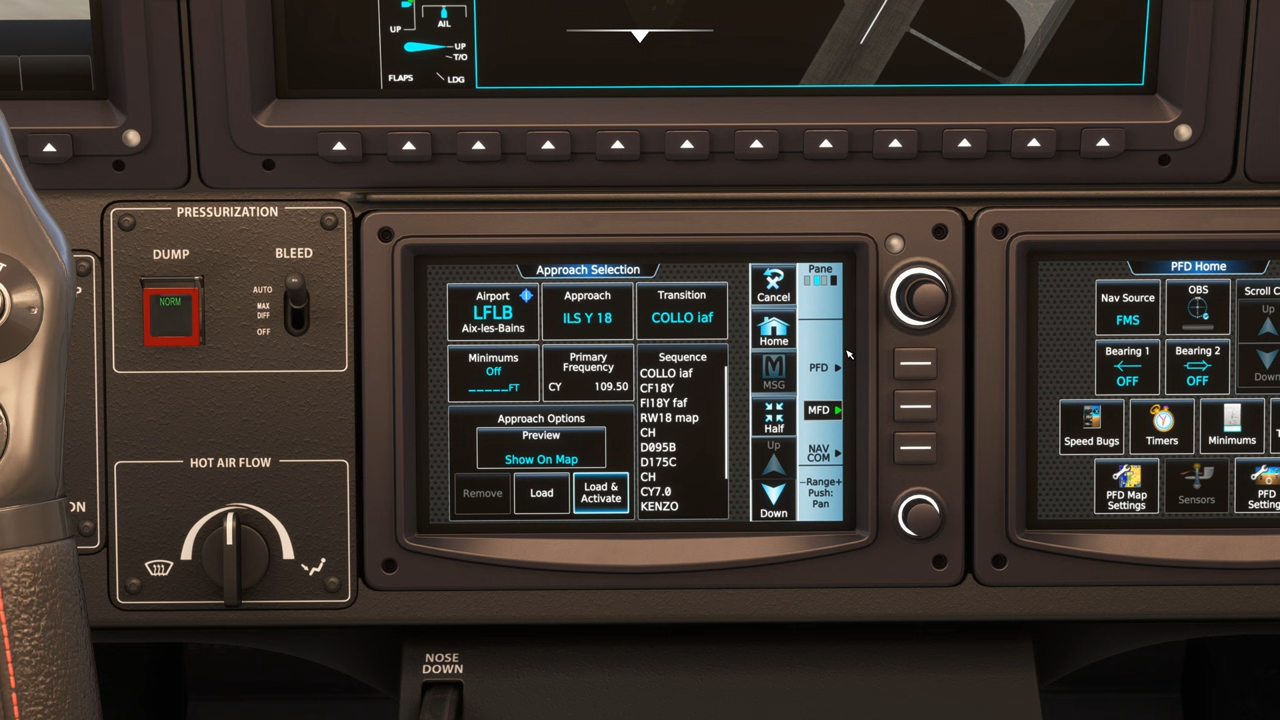 UP
AIL
UP
T/O
FLAPS
LDG
PRESSURIZATION
DUMP
BLEED
NORM
AUTO
MAX
DIFF
OFF
HOT AIR FLOW
ON
NOSE
DOWN
Approach Selection
Airport
LFLB
Aix-les-Bains
Approach
ILS Y 18
Transition
COLLO iaf
Minimums
Off
_____FT
Primary
Frequency
CY 109.50
Sequence
COLLO iaf
CF18Y
FI18Y faf
RW18 map
CH
D095B
D175C
CH
CY7.0
KENZO
Approach Options
Preview
Show On Map
Remove
Load
Load &
Activate
Cancel
Home
MSG
Half
Up
Down
Pane
PFD
MFD
NAV
COM
−Range+
Push:
Pan
PFD Home
Nav Source
FMS
OBS
Scroll C
Up
Down
Bearing 1
OFF
Bearing 2
OFF
Speed Bugs
Timers
Minimums
PFD Map
Settings
Sensors
PFD
Setting